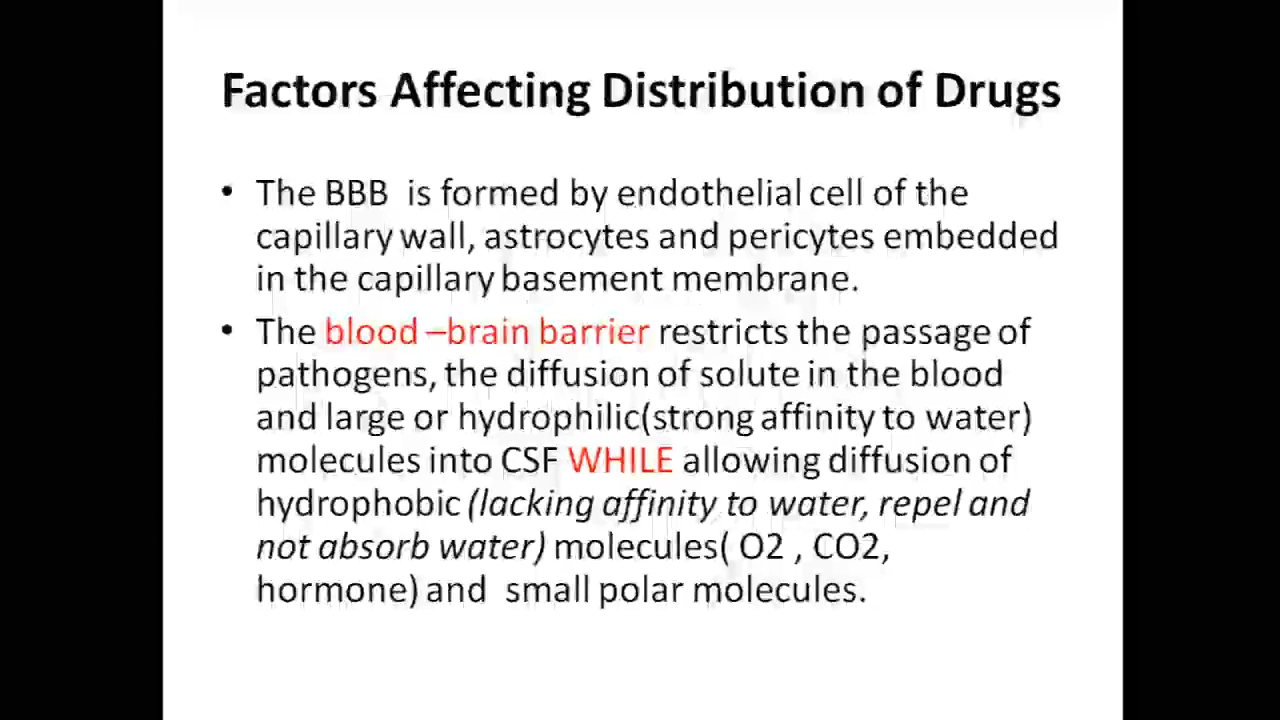 Factors Affecting Distribution of Drugs
• The BBB is formed by endothelial cell of the
capillary wall, astrocytes and pericytes embedded
in the capillary basement membrane.
• The blood –brain barrier restricts the passage of
pathogens, the diffusion of solute in the blood
and large or hydrophilic(strong affinity to water)
molecules into CSF WHILE allowing diffusion of
hydrophobic (lacking affinity to water, repel and
not absorb water) molecules( O2 , CO2,
hormone) and small polar molecules.